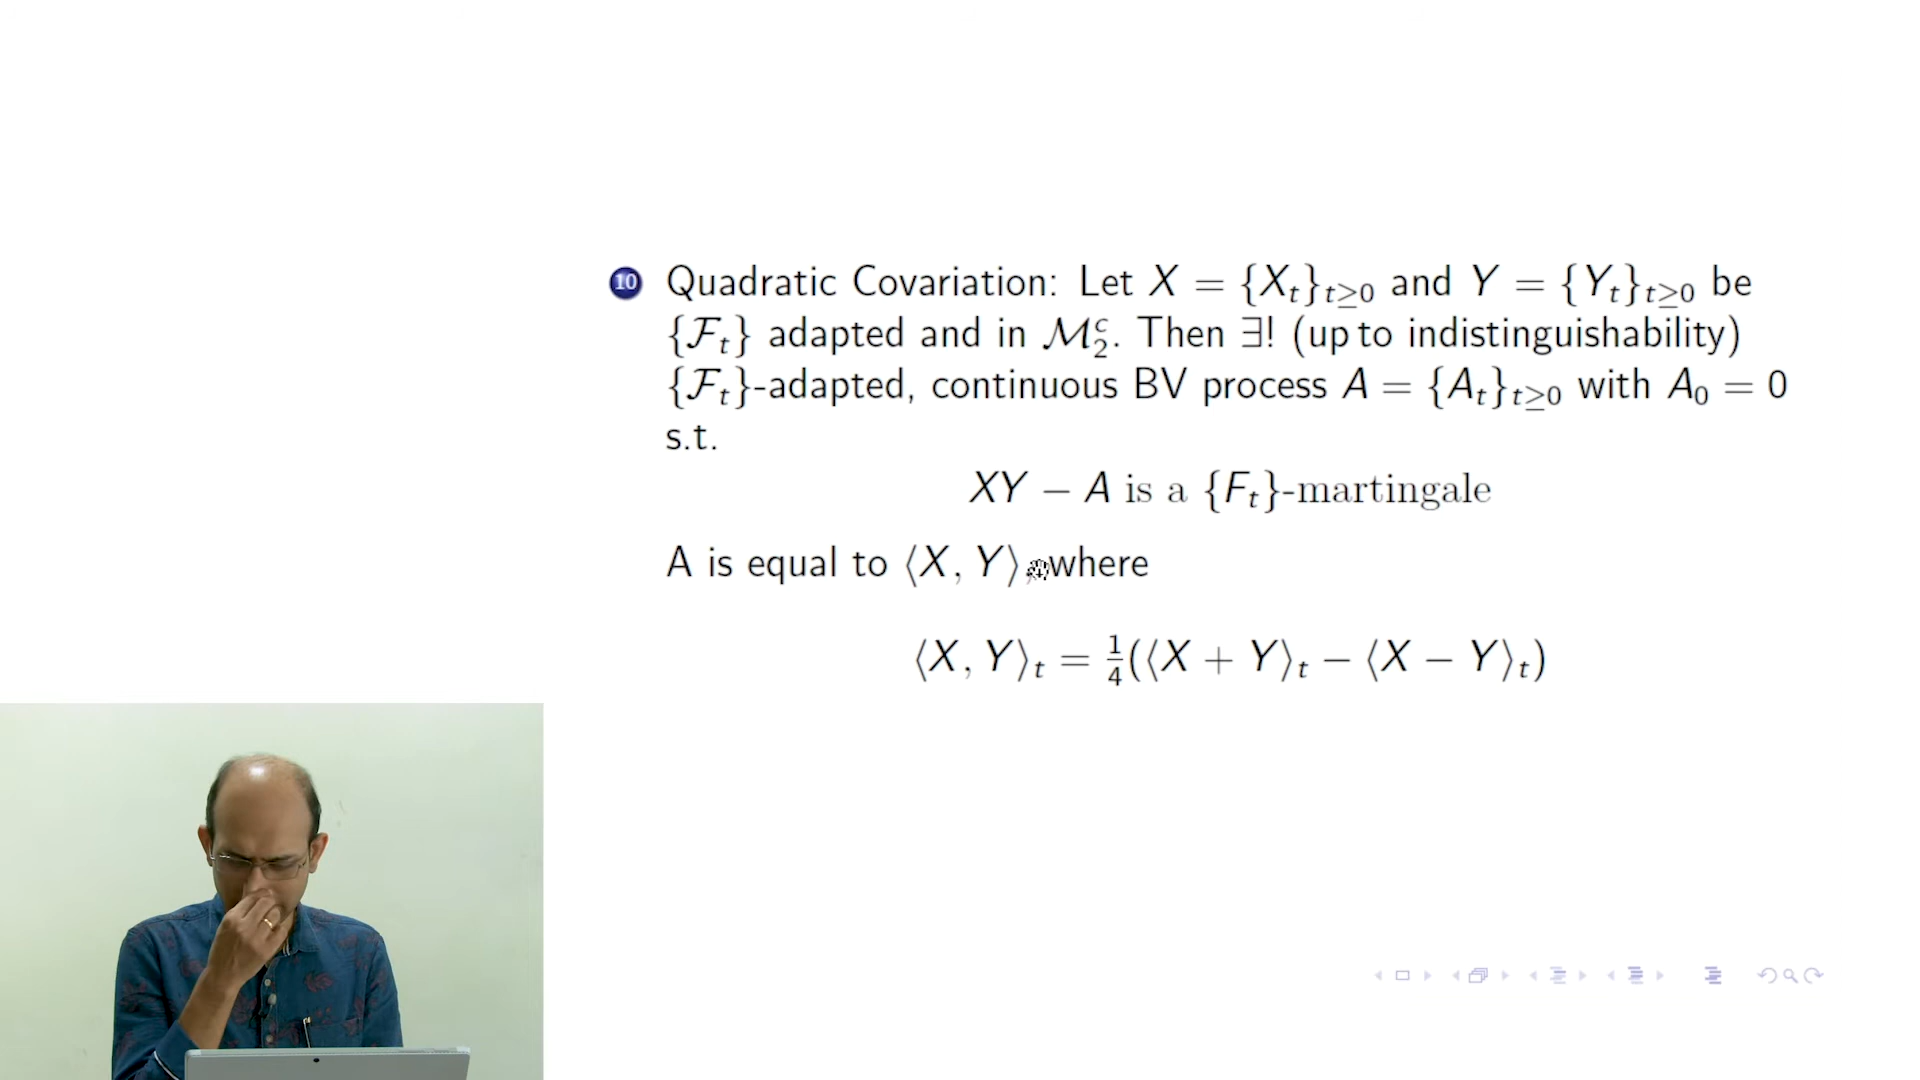 10 Quadratic Covariation: Let X = {X_t}_{t≥0} and Y = {Y_t}_{t≥0} be
{ℱ_t} adapted and in ℳ₂ᶜ. Then ∃! (up to indistinguishability)
{ℱ_t}-adapted, continuous BV process A = {A_t}_{t≥0} with A₀ = 0
s.t.
XY − A is a {F_t}-martingale
A is equal to ⟨X, Y⟩, where
⟨X, Y⟩_t = ¼(⟨X + Y⟩_t − ⟨X − Y⟩_t)